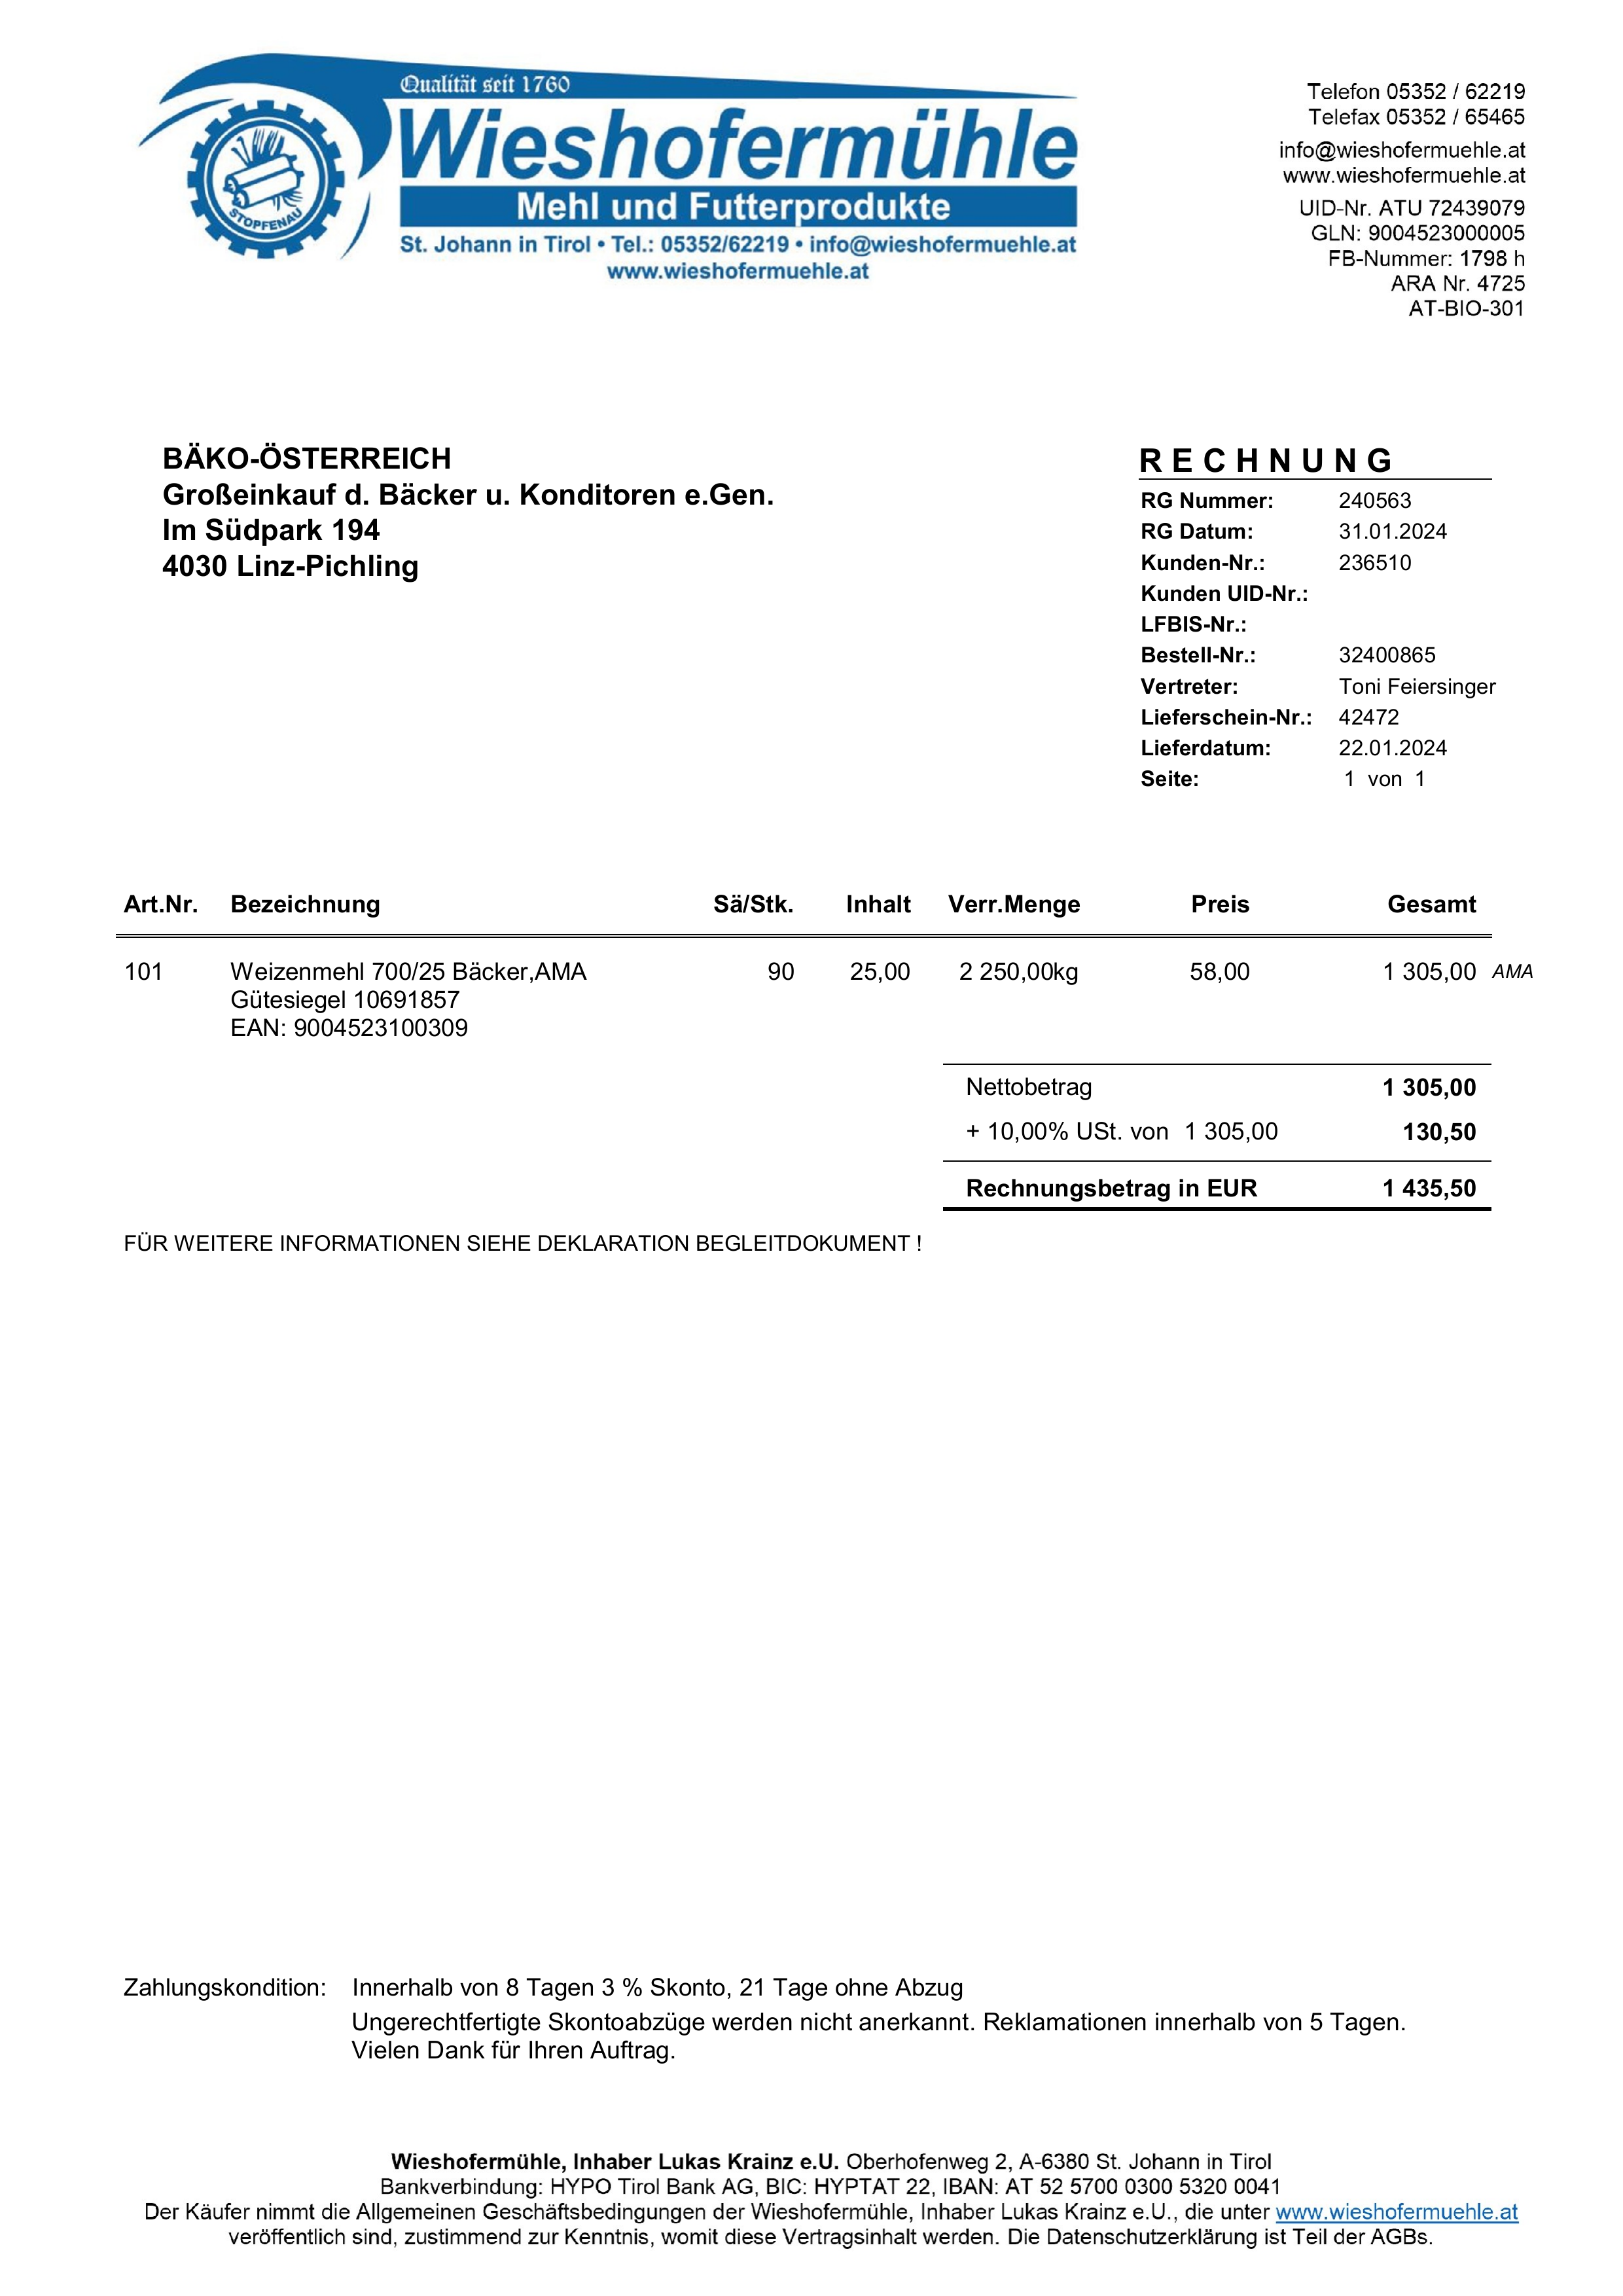 Qualität seit 1760
Wieshofermühle
Mehl und Futterprodukte
St. Johann in Tirol • Tel.: 05352/62219 • info@wieshofermuehle.at
www.wieshofermuehle.at
STOPFENAU
Telefon 05352 / 62219
Telefax 05352 / 65465
info@wieshofermuehle.at
www.wieshofermuehle.at
UID-Nr. ATU 72439079
GLN: 9004523000005
FB-Nummer: 1798 h
ARA Nr. 4725
AT-BIO-301
BÄKO-ÖSTERREICH
Großeinkauf d. Bäcker u. Konditoren e.Gen.
Im Südpark 194
4030 Linz-Pichling
RECHNUNG
RG Nummer: 240563
RG Datum: 31.01.2024
Kunden-Nr.: 236510
Kunden UID-Nr.:
LFBIS-Nr.:
Bestell-Nr.: 32400865
Vertreter: Toni Feiersinger
Lieferschein-Nr.: 42472
Lieferdatum: 22.01.2024
Seite: 1 von 1
Art.Nr. Bezeichnung Sä/Stk. Inhalt Verr.Menge Preis Gesamt
101 Weizenmehl 700/25 Bäcker,AMA 90 25,00 2 250,00kg 58,00 1 305,00 AMA
Gütesiegel 10691857
EAN: 9004523100309
Nettobetrag 1 305,00
+ 10,00% USt. von 1 305,00 130,50
Rechnungsbetrag in EUR 1 435,50
FÜR WEITERE INFORMATIONEN SIEHE DEKLARATION BEGLEITDOKUMENT !
Zahlungskondition: Innerhalb von 8 Tagen 3 % Skonto, 21 Tage ohne Abzug
Ungerechtfertigte Skontoabzüge werden nicht anerkannt. Reklamationen innerhalb von 5 Tagen.
Vielen Dank für Ihren Auftrag.
Wieshofermühle, Inhaber Lukas Krainz e.U. Oberhofenweg 2, A-6380 St. Johann in Tirol
Bankverbindung: HYPO Tirol Bank AG, BIC: HYPTAT 22, IBAN: AT 52 5700 0300 5320 0041
Der Käufer nimmt die Allgemeinen Geschäftsbedingungen der Wieshofermühle, Inhaber Lukas Krainz e.U., die unter www.wieshofermuehle.at
veröffentlich sind, zustimmend zur Kenntnis, womit diese Vertragsinhalt werden. Die Datenschutzerklärung ist Teil der AGBs.